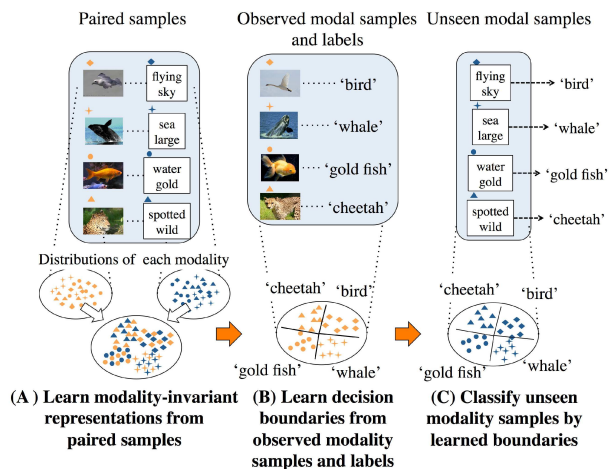 Paired samples
Observed modal samples
and labels
Unseen modal samples
flying
sky
sea
large
water
gold
spotted
wild
'bird'
'whale'
'gold fish'
'cheetah'
flying
sky
sea
large
water
gold
spotted
wild
'bird'
'whale'
'gold fish'
'cheetah'
Distributions of each modality
'cheetah'
'bird'
'gold fish'
'whale'
'cheetah'
'bird'
'gold fish'
'whale'
(A ) Learn modality-invariant
representations from
paired samples
(B) Learn decision
boundaries from
observed modality
samples and labels
(C) Classify unseen
modality samples by
learned boundaries